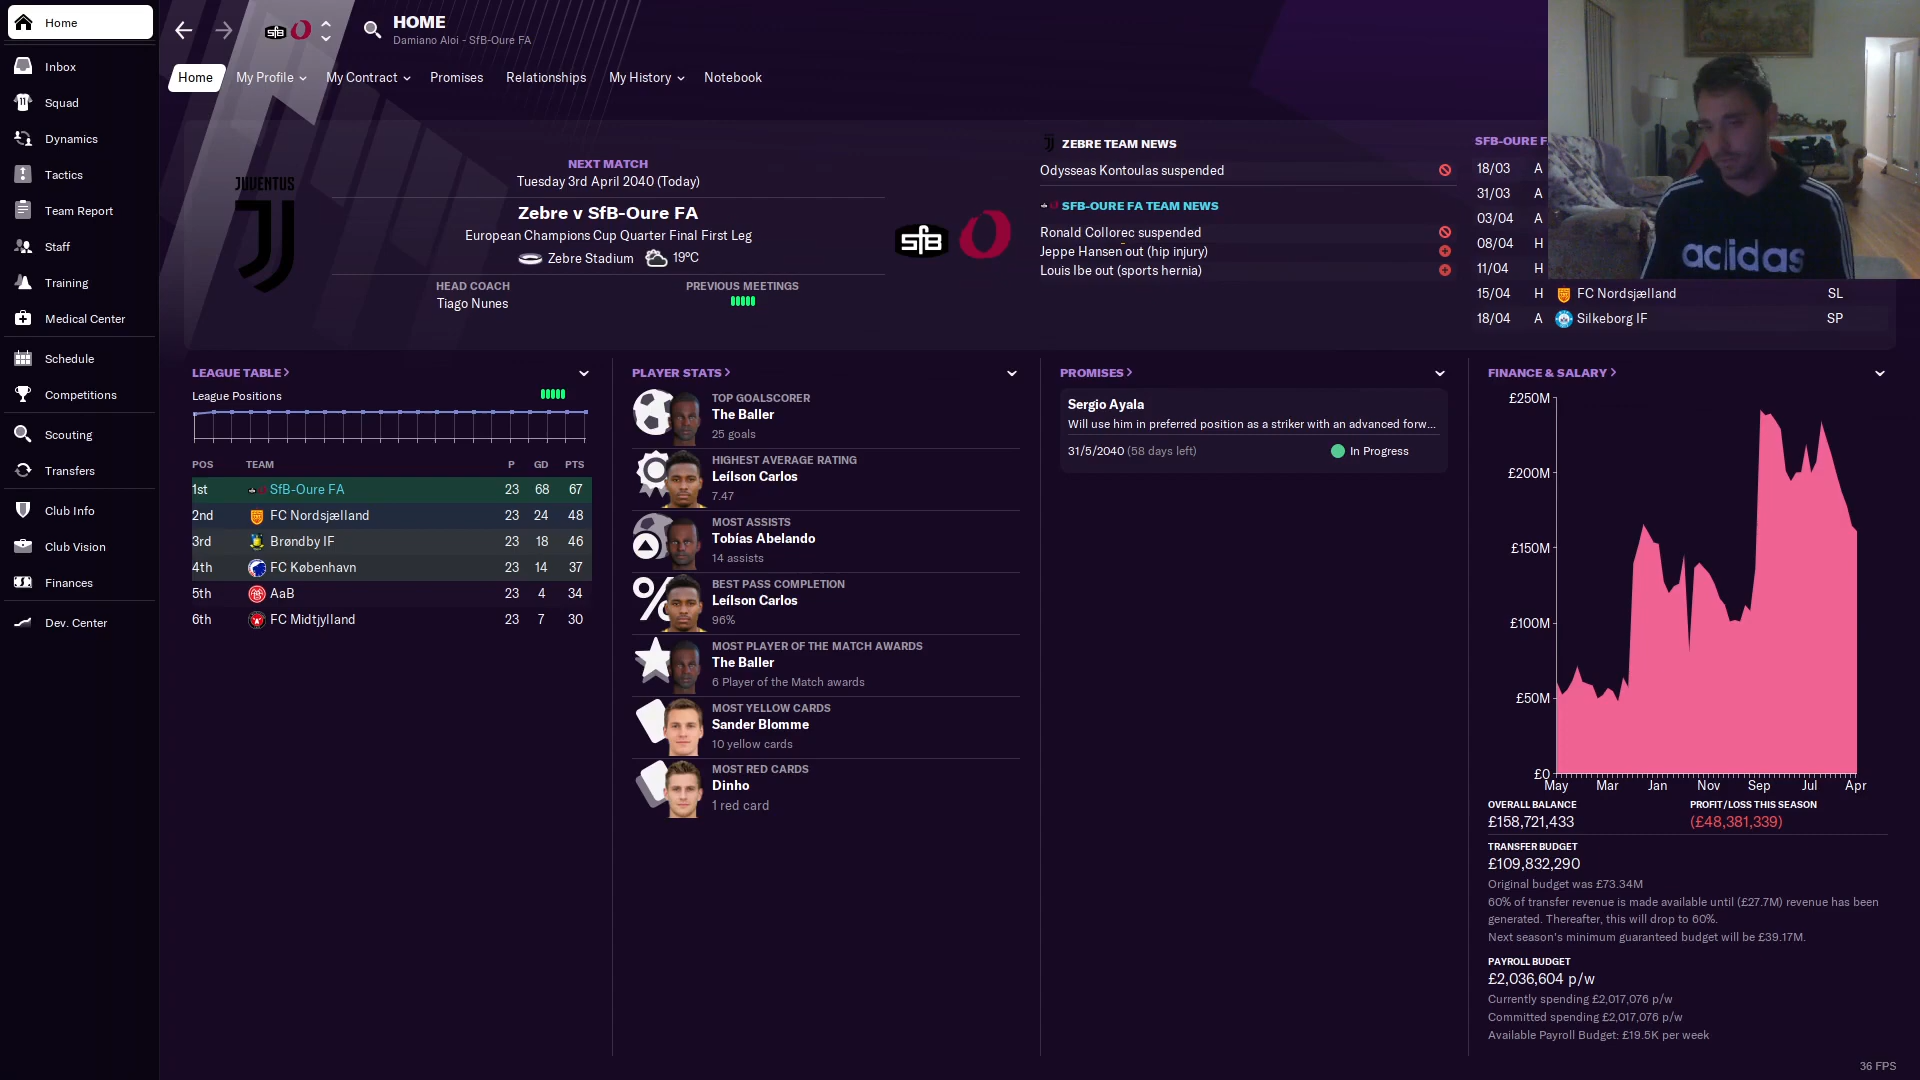 Home
Inbox
Squad
Dynamics
Tactics
Team Report
Staff
Training
Medical Center
Schedule
Competitions
Scouting
Transfers
Club Info
Club Vision
Finances
Dev. Center
HOME
Damiano Aloi - SfB-Oure FA
Home My Profile My Contract Promises Relationships My History Notebook
JUVENTUS
NEXT MATCH
Tuesday 3rd April 2040 (Today)
Zebre v SfB-Oure FA
European Champions Cup Quarter Final First Leg
Zebre Stadium 19ºC
HEAD COACH
Tiago Nunes
PREVIOUS MEETINGS
sfB
ZEBRE TEAM NEWS
Odysseas Kontoulas suspended
SFB-OURE FA TEAM NEWS
Ronald Collorec suspended
Jeppe Hansen out (hip injury)
Louis Ibe out (sports hernia)
SFB-OURE F
18/03 A
31/03 A
03/04 A
08/04 H
11/04 H
15/04 H FC Nordsjælland SL
18/04 A Silkeborg IF SP
adidas
LEAGUE TABLE
League Positions
POS TEAM P GD PTS
1st SfB-Oure FA 23 68 67
2nd FC Nordsjælland 23 24 48
3rd Brøndby IF 23 18 46
4th FC København 23 14 37
5th AaB 23 4 34
6th FC Midtjylland 23 7 30
PLAYER STATS
TOP GOALSCORER
The Baller
25 goals
HIGHEST AVERAGE RATING
Leílson Carlos
7.47
MOST ASSISTS
Tobías Abelando
14 assists
BEST PASS COMPLETION
Leílson Carlos
96%
MOST PLAYER OF THE MATCH AWARDS
The Baller
6 Player of the Match awards
MOST YELLOW CARDS
Sander Blomme
10 yellow cards
MOST RED CARDS
Dinho
1 red card
PROMISES
Sergio Ayala
Will use him in preferred position as a striker with an advanced forw...
31/5/2040 (58 days left) In Progress
FINANCE & SALARY
£250M
£200M
£150M
£100M
£50M
£0
May Mar Jan Nov Sep Jul Apr
OVERALL BALANCE
£158,721,433
PROFIT/LOSS THIS SEASON
(£48,381,339)
TRANSFER BUDGET
£109,832,290
Original budget was £73.34M
60% of transfer revenue is made available until (£27.7M) revenue has been
generated. Thereafter, this will drop to 60%.
Next season's minimum guaranteed budget will be £39.17M.
PAYROLL BUDGET
£2,036,604 p/w
Currently spending £2,017,076 p/w
Committed spending £2,017,076 p/w
Available Payroll Budget: £19.5K per week
36 FPS